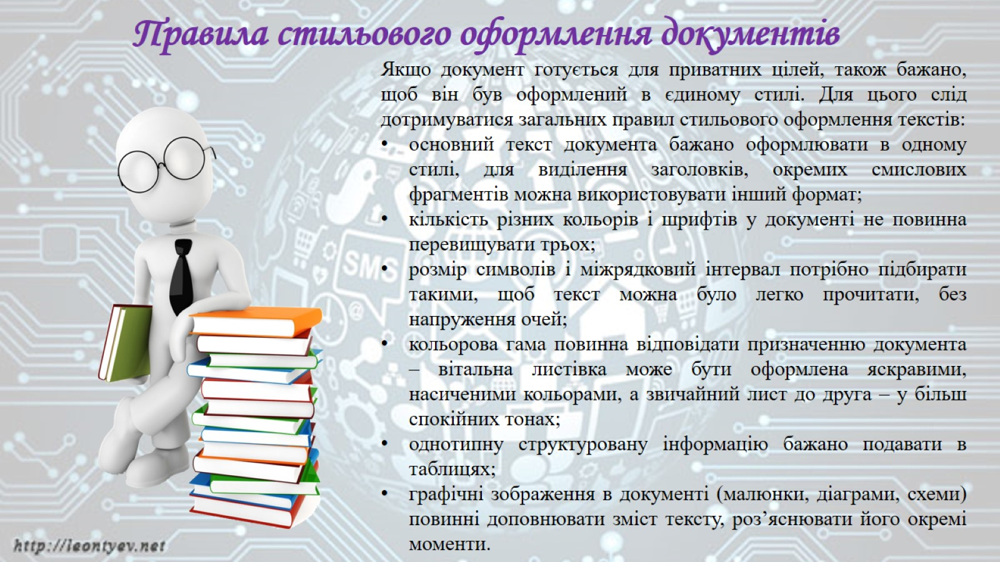 Правила стильового оформлення документів
Якщо документ готується для приватних цілей, також бажано,
щоб він був оформлений в єдиному стилі. Для цього слід
дотримуватися загальних правил стильового оформлення текстів:
• основний текст документа бажано оформлювати в одному
стилі, для виділення заголовків, окремих смислових
фрагментів можна використовувати інший формат;
• кількість різних кольорів і шрифтів у документі не повинна
перевищувати трьох;
• розмір символів і міжрядковий інтервал потрібно підбирати
такими, щоб текст можна було легко прочитати, без
напруження очей;
• кольорова гама повинна відповідати призначенню документа
– вітальна листівка може бути оформлена яскравими,
насиченими кольорами, а звичайний лист до друга – у більш
спокійних тонах;
• однотипну структуровану інформацію бажано подавати в
таблицях;
• графічні зображення в документі (малюнки, діаграми, схеми)
повинні доповнювати зміст тексту, роз’яснювати його окремі
моменти.
SMS
@
http://leontyev.net